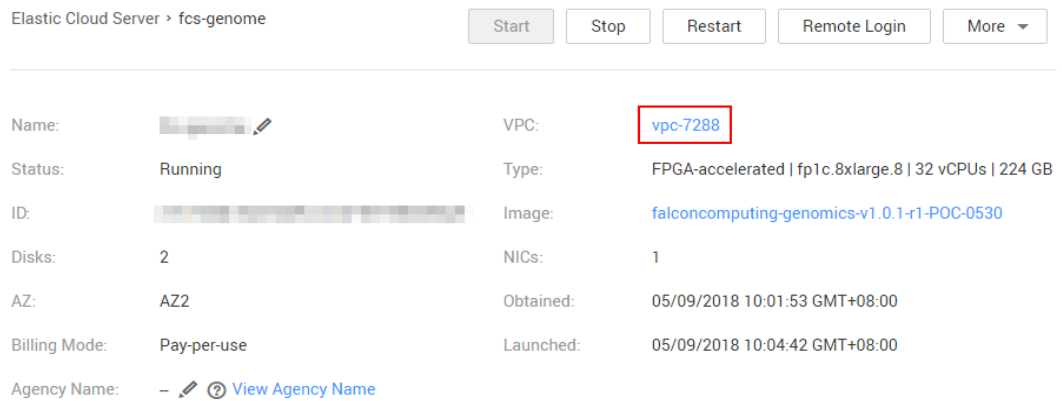 Elastic Cloud Server › fcs-genome
Start Stop Restart Remote Login More
Name: VPC: vpc-7288
Status: Running Type: FPGA-accelerated | fp1c.8xlarge.8 | 32 vCPUs | 224 GB
ID: Image: falconcomputing-genomics-v1.0.1-r1-POC-0530
Disks: 2 NICs: 1
AZ: AZ2 Obtained: 05/09/2018 10:01:53 GMT+08:00
Billing Mode: Pay-per-use Launched: 05/09/2018 10:04:42 GMT+08:00
Agency Name: -- ? View Agency Name